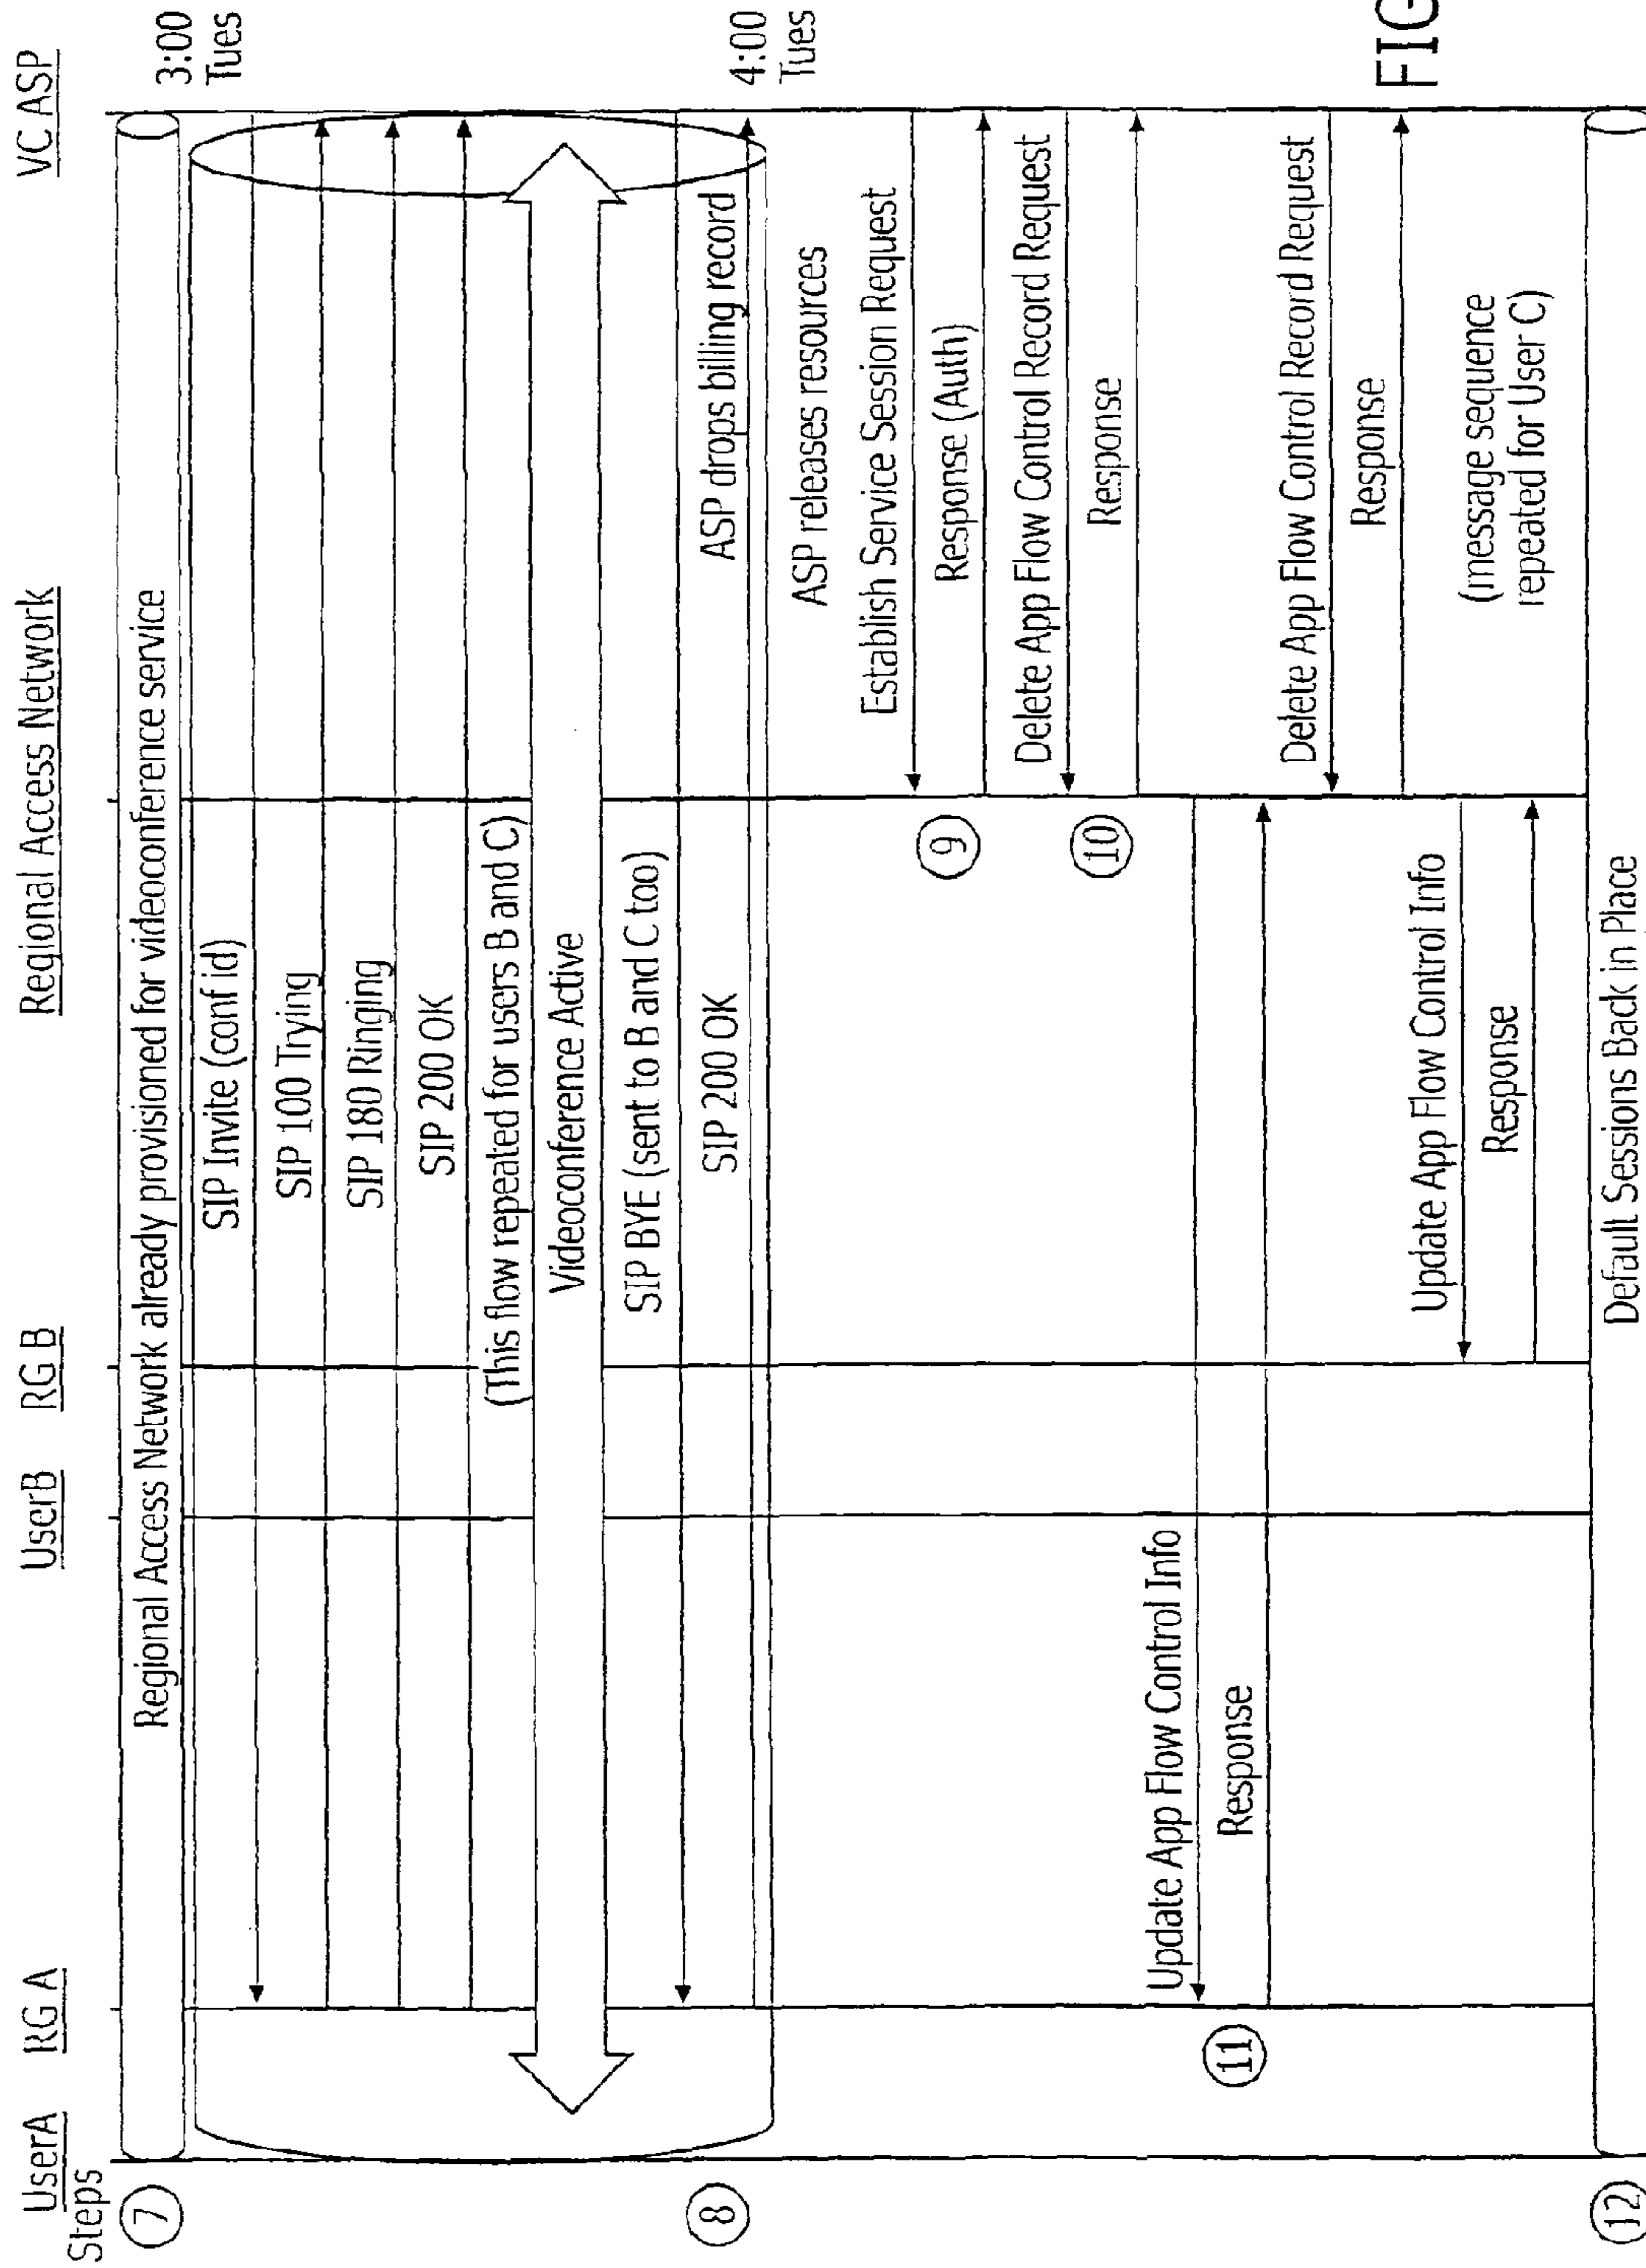 UserA
RG A
UserB
RG B
Regional Access Network
VC ASP
Steps
7
Regional Access Network already provisioned for videoconference service
3:00
Tues
SIP Invite (conf id)
SIP 100 Trying
SIP 180 Ringing
SIP 200 OK
(This flow repeated for users B and C)
Videoconference Active
SIP BYE (sent to B and C too)
8
SIP 200 OK
ASP drops billing record
4:00
Tues
ASP releases resources
Establish Service Session Request
9
Response (Auth)
Delete App Flow Control Record Request
10
Response
Update App Flow Control Info
11
Response
Delete App Flow Control Record Request
Response
Update App Flow Control Info
Response
(message sequence
repeated for User C)
12
Default Sessions Back in Place
FIG